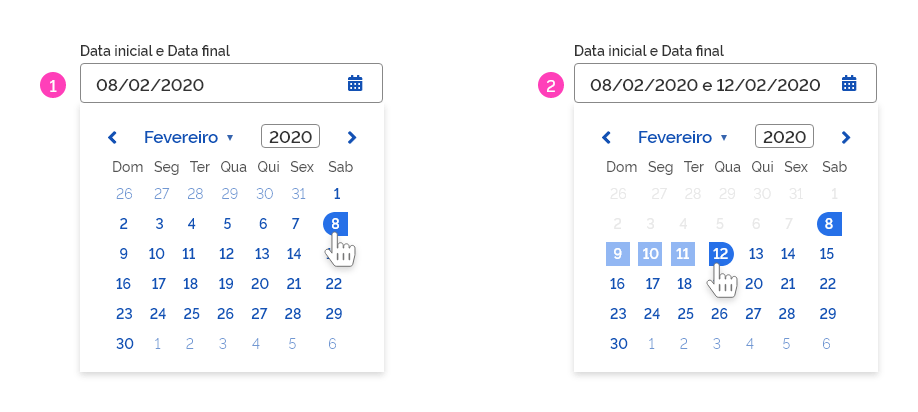 Data inicial e Data final
1
08/02/2020
Fevereiro
2020
Dom Seg Ter Qua Qui Sex Sab
26 27 28 29 30 31 1
2 3 4 5 6 7 8
9 10 11 12 13 14
16 17 18 19 20 21 22
23 24 25 26 27 28 29
30 1 2 3 4 5 6
Data inicial e Data final
2
08/02/2020 e 12/02/2020
Fevereiro
2020
Dom Seg Ter Qua Qui Sex Sab
26 27 28 29 30 31 1
2 3 4 5 6 7 8
9 10 11 12 13 14 15
16 17 18 20 21 22
23 24 25 26 27 28 29
30 1 2 3 4 5 6